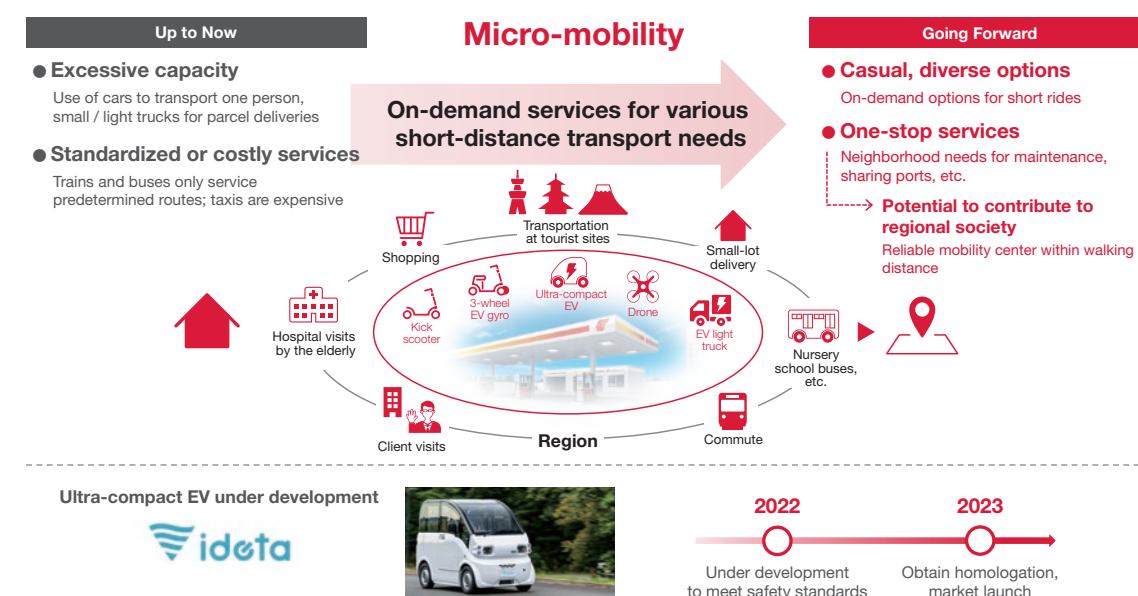 Up to Now
Excessive capacity
Use of cars to transport one person,
small / light trucks for parcel deliveries
Standardized or costly services
Trains and buses only service
predetermined routes; taxis are expensive
Micro-mobility
On-demand services for various
short-distance transport needs
Going Forward
Casual, diverse options
On-demand options for short rides
One-stop services
Neighborhood needs for maintenance,
sharing ports, etc.
Potential to contribute to
regional society
Reliable mobility center within walking
distance
Transportation
at tourist sites
Shopping
Small-lot
delivery
Hospital visits
by the elderly
Kick
scooter
3-wheel
EV gyro
Ultra-compact
EV
Drone
EV light
truck
Nursery
school buses,
etc.
Client visits
Region
Commute
Ultra-compact EV under development
ideta
2022
Under development
to meet safety standards
2023
Obtain homologation,
market launch